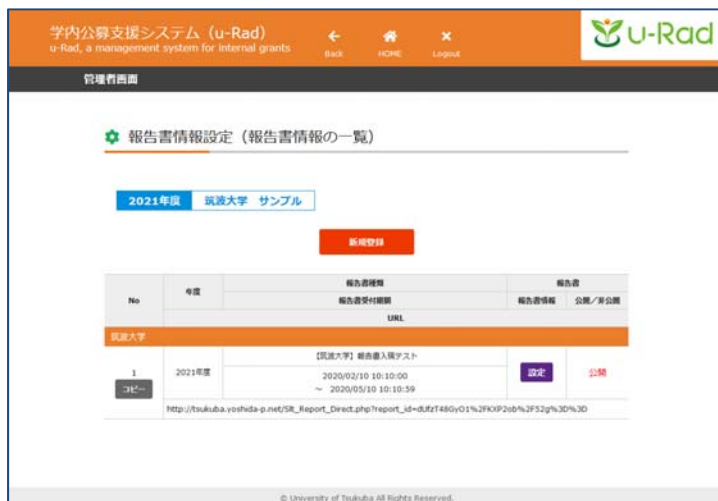 学内公募支援システム（u-Rad）
u-Rad, a management system for internal grants
Back
HOME
Logout
u-Rad
管理者画面
報告書情報設定（報告書情報の一覧）
2021年度 筑波大学 サンプル
新規登録
No 年度 報告書種類 報告書
報告書受付期間 報告書情報 公開／非公開
URL
筑波大学
1 2021年度 【筑波大学】報告書入稿テスト 設定 公開
コピー 2020/02/10 10:10:00
～ 2020/05/10 10:10:59
http://tsukuba.yoshida-p.net/Slt_Report_Direct.php?report_id=dUfzT48GyO1%2FKXP2ob%2F52g%3D%3D
© University of Tsukuba All Rights Reserved.